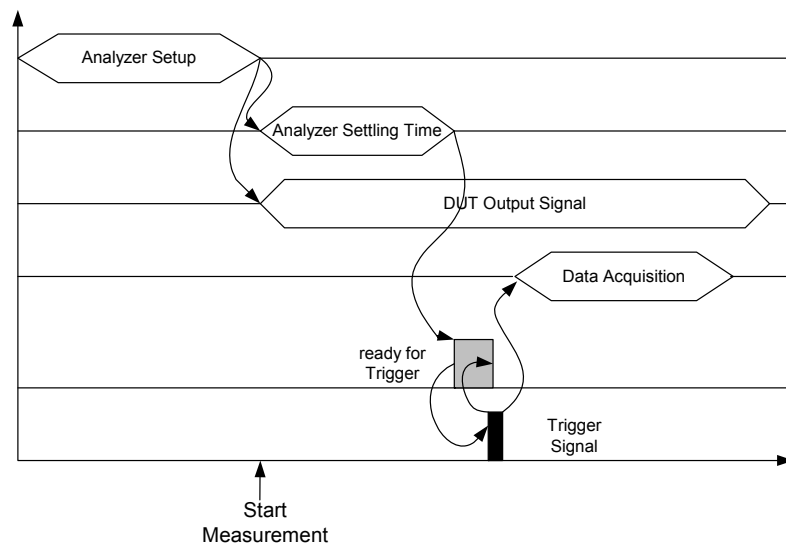 Analyzer Setup
Analyzer Settling Time
DUT Output Signal
Data Acquisition
ready for
Trigger
Trigger
Signal
Start
Measurement